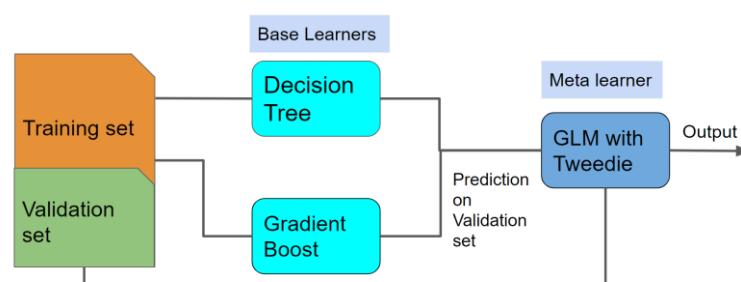 Base Learners
Meta learner
Training set
Validation
set
Decision
Tree
Gradient
Boost
Prediction
on
Validation
set
GLM with
Tweedie
Output